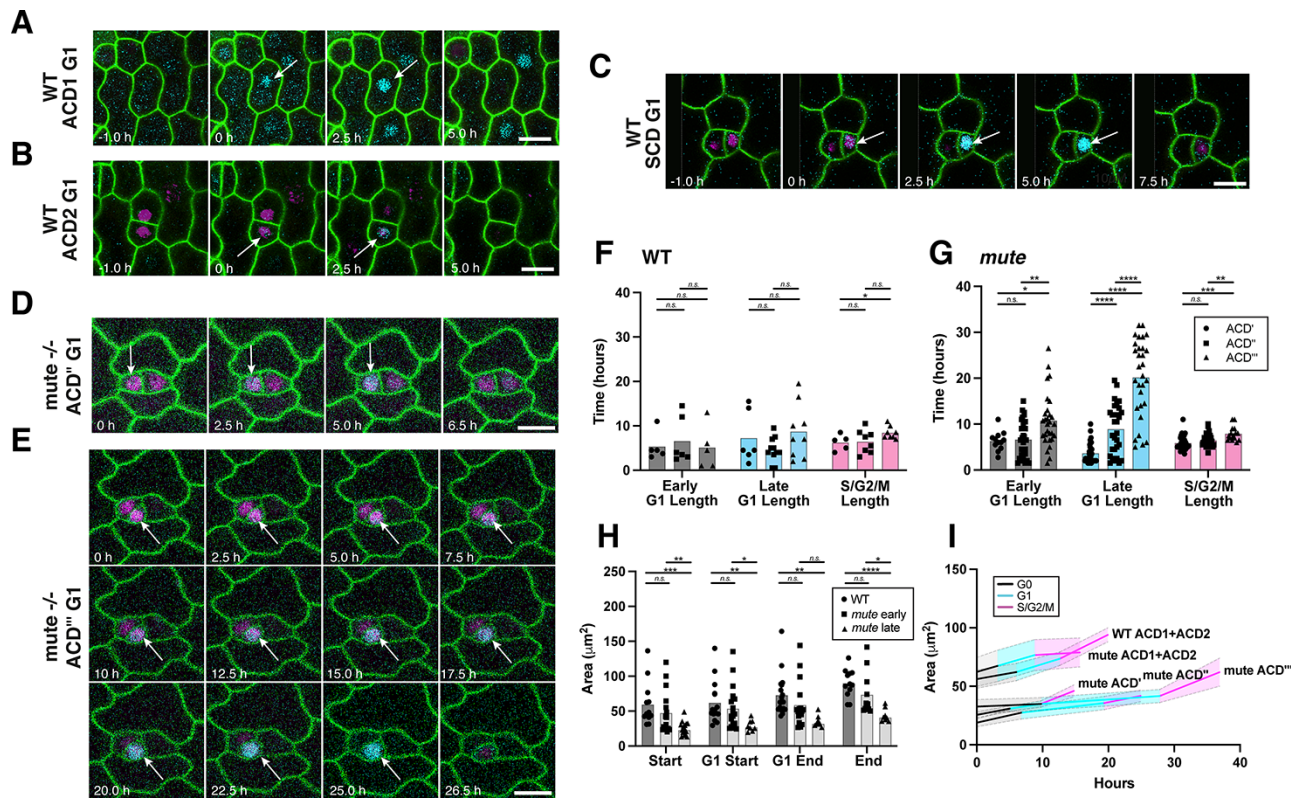 A
WT
ACD1 G1
-1.0 h
0 h
2.5 h
5.0 h
B
WT
ACD2 G1
-1.0 h
0 h
2.5 h
5.0 h
C
WT
SCD G1
-1.0 h
0 h
2.5 h
5.0 h
7.5 h
D
mute -/-
ACD" G1
0 h
2.5 h
5.0 h
6.5 h
E
mute -/-
ACD''' G1
0 h
2.5 h
5.0 h
7.5 h
10 h
12.5 h
15.0 h
17.5 h
20.0 h
22.5 h
25.0 h
26.5 h
F
WT
Time (hours)
40
30
20
10
0
n.s.
n.s.
n.s.
n.s.
n.s.
n.s.
n.s.
*
n.s.
Early
G1 Length
Late
G1 Length
S/G2/M
Length
G
mute
Time (hours)
40
30
20
10
0
**
*
n.s.
****
****
****
**
***
n.s.
ACD'
ACD''
ACD'''
Early
G1 Length
Late
G1 Length
S/G2/M
Length
H
Area (µm²)
250
200
150
100
50
0
**
***
n.s.
*
**
n.s.
n.s.
**
n.s.
*
****
n.s.
WT
mute early
mute late
Start
G1 Start
G1 End
End
I
Area (µm²)
150
100
50
0
G0
G1
S/G2/M
WT ACD1+ACD2
mute ACD1+ACD2
mute ACD'
mute ACD''
mute ACD'''
0
10
20
30
40
Hours